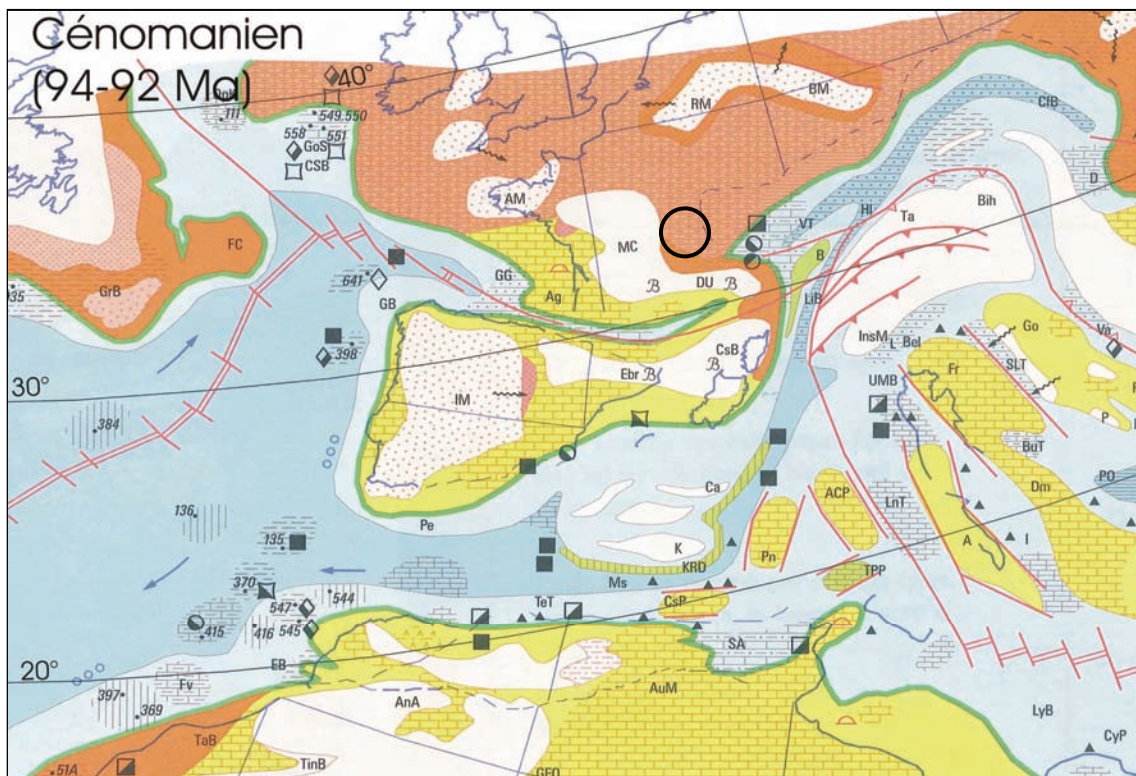 Cénomanien
(94-92 Ma)
40°
111
549,550
558
551
GoS
CSB
RM
BM
CfB
D
AM
FC
GrB
MC
VT
HI
Ta
Bih
B
641
GG
GB
Ag
ℬ
DU
ℬ
LiB
InsM
L
Bel
Go
Va
SLT
398
CsB
ℬ
Ebr
ℬ
Fr
UMB
30°
IM
P
384
BuT
Ca
ACP
LnT
Dm
PO
136
Pe
135
K
Pn
A
I
KRD
Ms
TPP
370
544
547
TeT
CsP
415
416
545
SA
EB
20°
Fv
397
369
AnA
AuM
LyB
TaB
CyP
51A
TinB